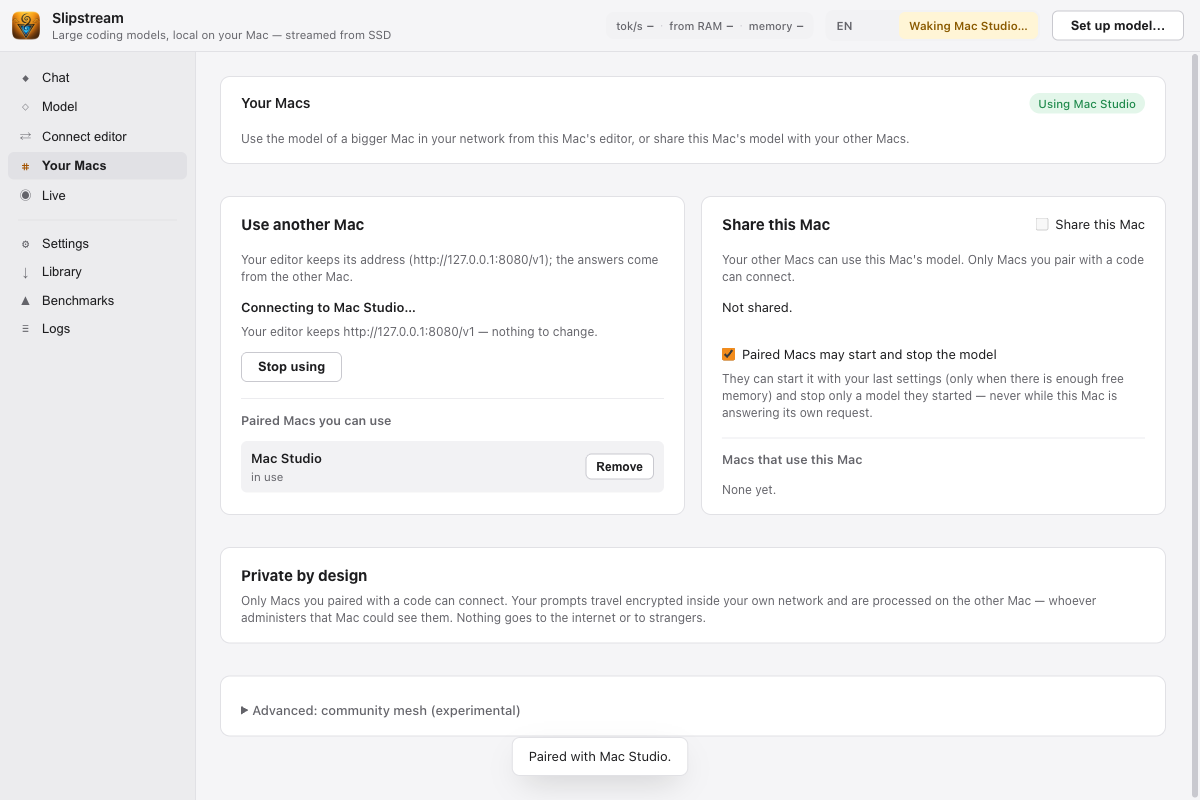 Slipstream
Large coding models, local on your Mac — streamed from SSD
tok/s – · from RAM – · memory –
EN
Waking Mac Studio...
Set up model...
Chat
Model
Connect editor
Your Macs
Live
Settings
Library
Benchmarks
Logs
Your Macs
Using Mac Studio
Use the model of a bigger Mac in your network from this Mac's editor, or share this Mac's model with your other Macs.
Use another Mac
Your editor keeps its address (http://127.0.0.1:8080/v1); the answers come
from the other Mac.
Connecting to Mac Studio...
Your editor keeps http://127.0.0.1:8080/v1 — nothing to change.
Stop using
Paired Macs you can use
Mac Studio
in use
Remove
Share this Mac
Share this Mac
Your other Macs can use this Mac's model. Only Macs you pair with a code
can connect.
Not shared.
Paired Macs may start and stop the model
They can start it with your last settings (only when there is enough free
memory) and stop only a model they started — never while this Mac is
answering its own request.
Macs that use this Mac
None yet.
Private by design
Only Macs you paired with a code can connect. Your prompts travel encrypted inside your own network and are processed on the other Mac — whoever
administers that Mac could see them. Nothing goes to the internet or to strangers.
Advanced: community mesh (experimental)
Paired with Mac Studio.